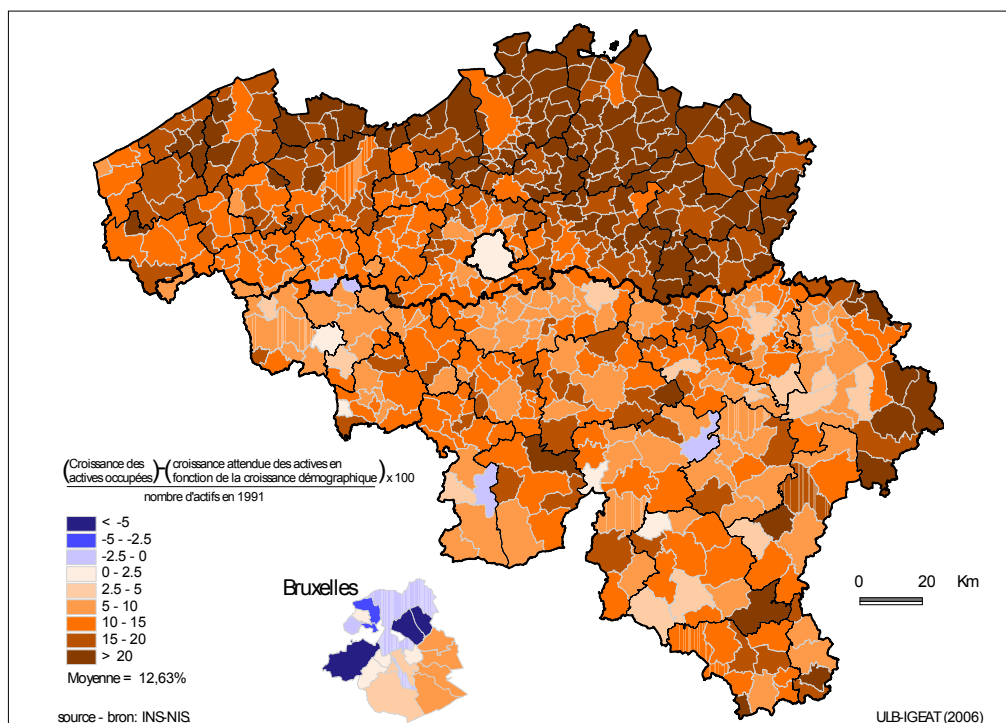 (Croissance des actives occupées) - (croissance attendue des actives en fonction de la croissance démographique) x 100
nombre d'actifs en 1991
< -5
-5 - -2.5
-2.5 - 0
0 - 2.5
2.5 - 5
5 - 10
10 - 15
15 - 20
> 20
Moyenne = 12,63%
Bruxelles
0 20 Km
source - bron: INS-NIS.
ULB-IGEAT (2006)